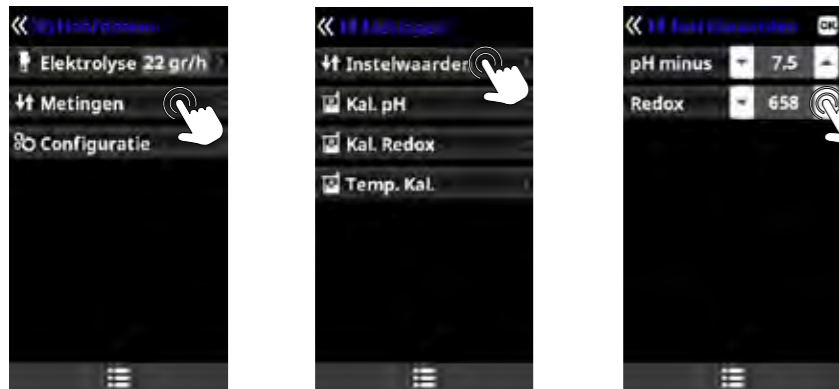 Elektrolyse 22 gr/h
Metingen
Configuratie
Instelwaarden
Kal. pH
Kal. Redox
Temp. Kal.
pH minus 7.5
Redox 658